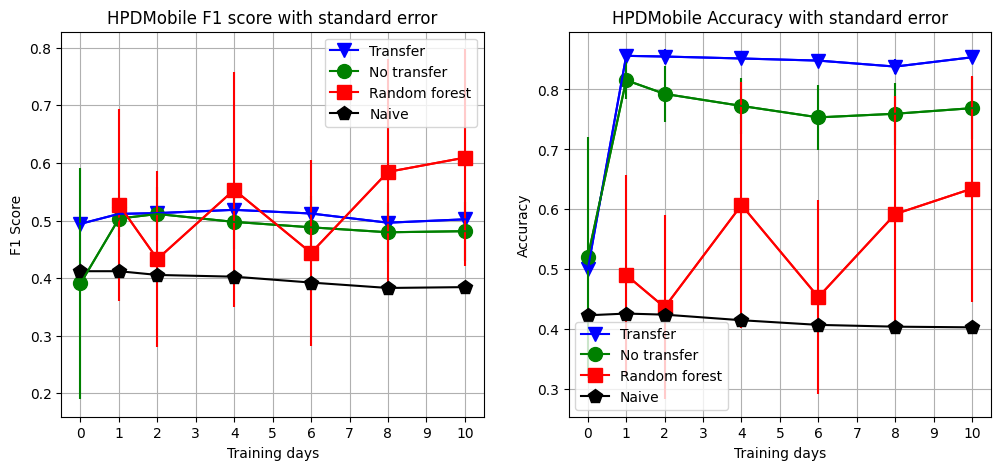 HPDMobile F1 score with standard error
F1 Score
0.8
0.7
0.6
0.5
0.4
0.3
0.2
Transfer
No transfer
Random forest
Naive
0 1 2 3 4 5 6 7 8 9 10
Training days
HPDMobile Accuracy with standard error
Accuracy
0.8
0.7
0.6
0.5
0.4
0.3
Transfer
No transfer
Random forest
Naive
0 1 2 3 4 5 6 7 8 9 10
Training days